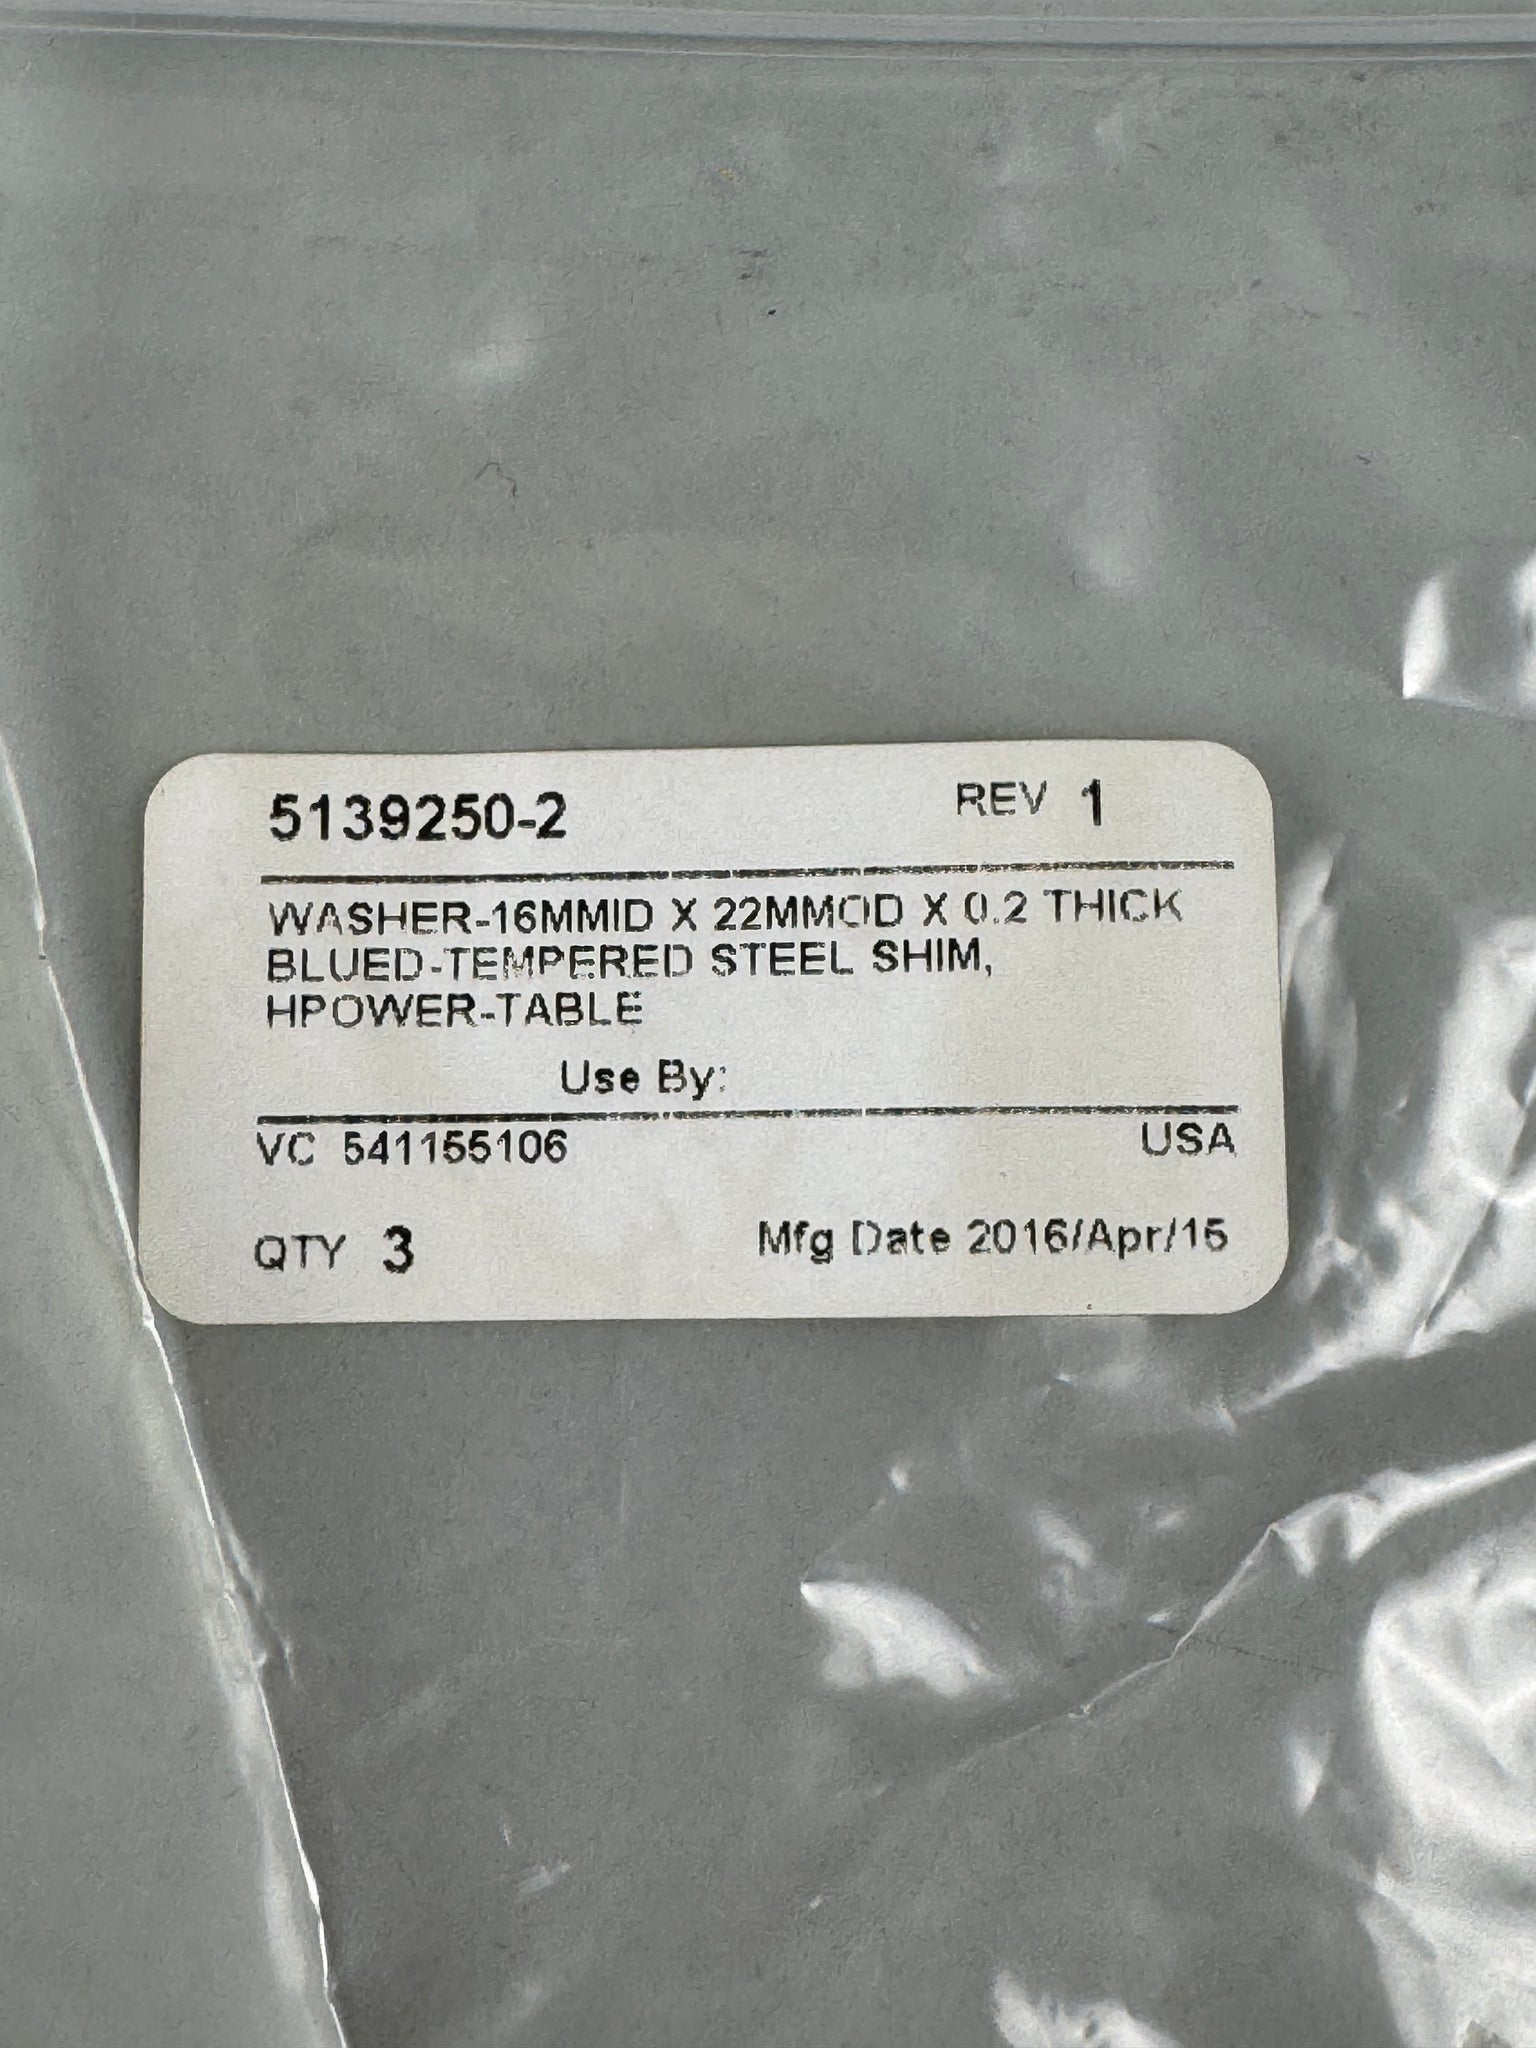 5139250-2 REV 1
WASHER-16MMID X 22MMOD X 0.2 THICK
BLUED-TEMPERED STEEL SHIM,
HPOWER-TABLE
Use By:
VC 541155106 USA
QTY 3 Mfg Date 2016/Apr/15